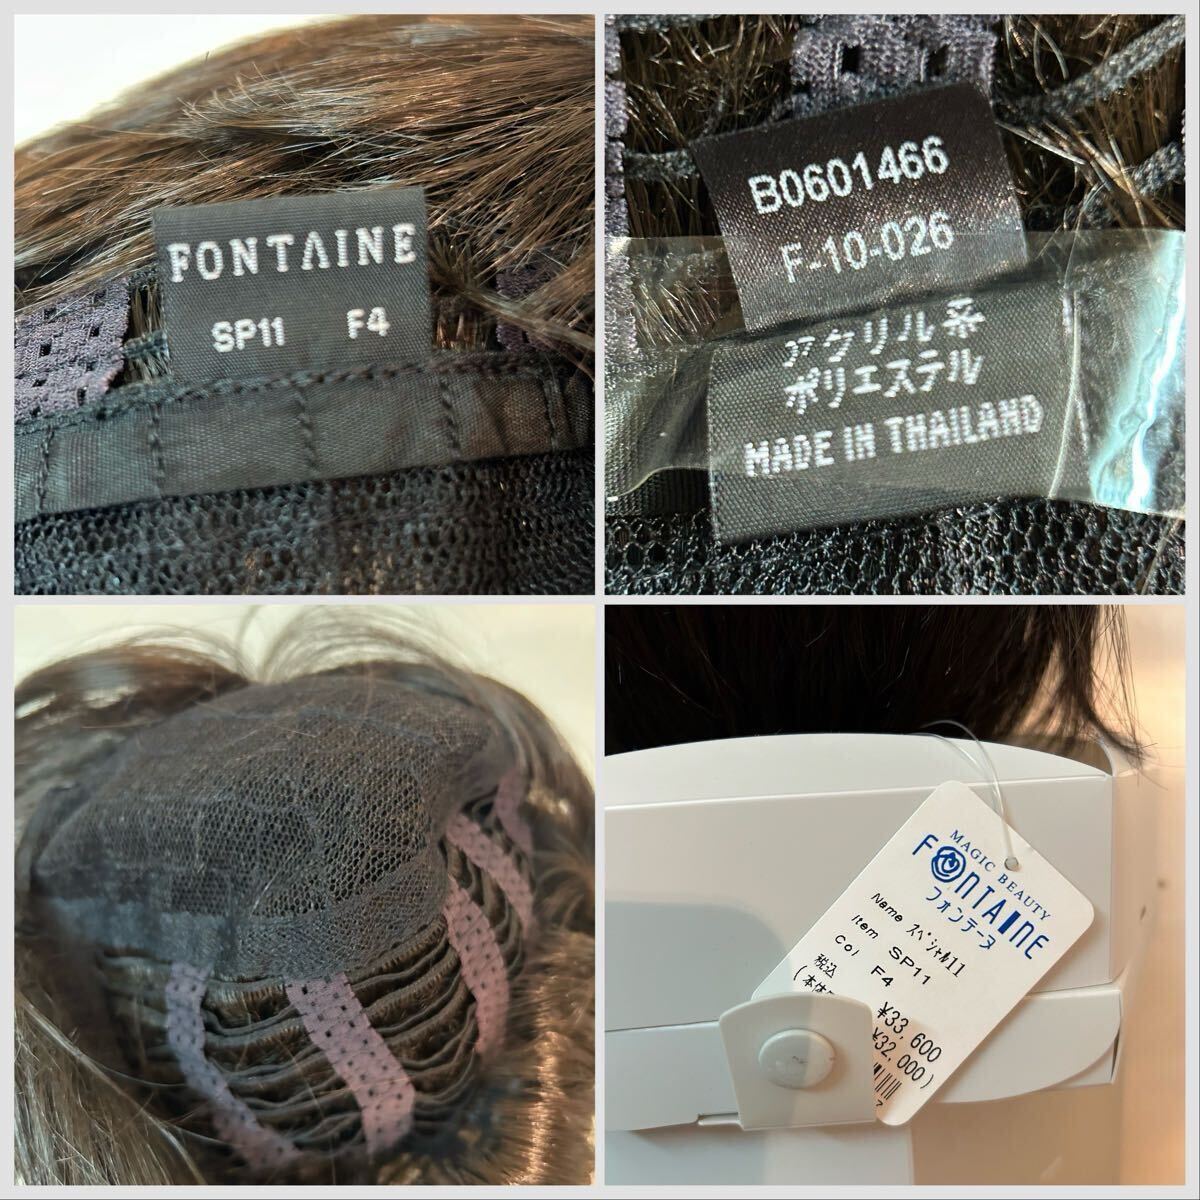 FONTAINE
SP11 F4
B0601466
F-10-026
アクリル系
ポリエステル
MADE IN THAILAND
MAGIC BEAUTY
FONTAINE
フォンテーヌ
Name スペシャル11
Item SP11
Col F4
税込 ¥33,600
(本体 ¥32,000)